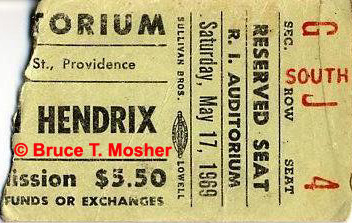 TORIUM
St., Providence
HENDRIX
© Bruce T. Mosher
ission $5.50
FUNDS OR EXCHANGES
SULLIVAN BROS.
LOWELL
Saturday, May 17, 1969
R. I. AUDITORIUM
RESERVED SEAT
SEC. ROW SEAT
G J 4
SOUTH